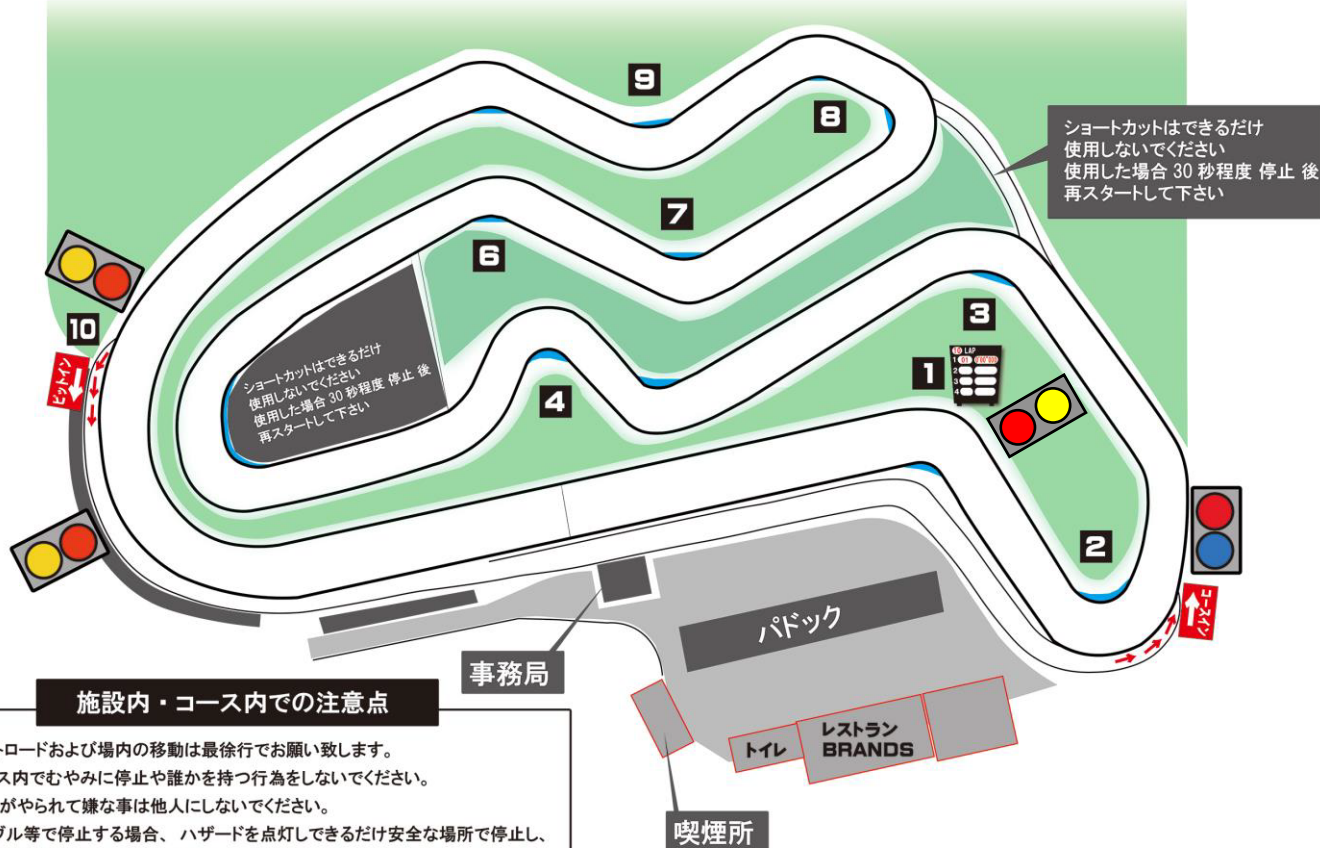 9
8
ショートカットはできるだけ
使用しないでください
使用した場合 30 秒程度 停止 後
再スタートして下さい
7
6
10
ピットイン
3
LAP
1
ショートカットはできるだけ
使用しないでください
使用した場合 30 秒程度 停止 後
再スタートして下さい
4
2
コースイン
パドック
事務局
施設内・コース内での注意点
トロードおよび場内の移動は最徐行でお願い致します。
ス内でむやみに停止や誰かを持つ行為をしないでください。
がやられて嫌な事は他人にしないでください。
ブル等で停止する場合、ハザードを点灯しできるだけ安全な場所で停止し、
トイレ
レストラン
BRANDS
喫煙所